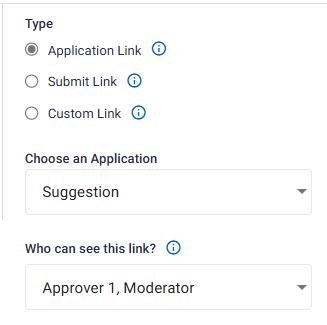 Type
Application Link
Submit Link
Custom Link
Choose an Application
Suggestion
Who can see this link?
Approver 1, Moderator